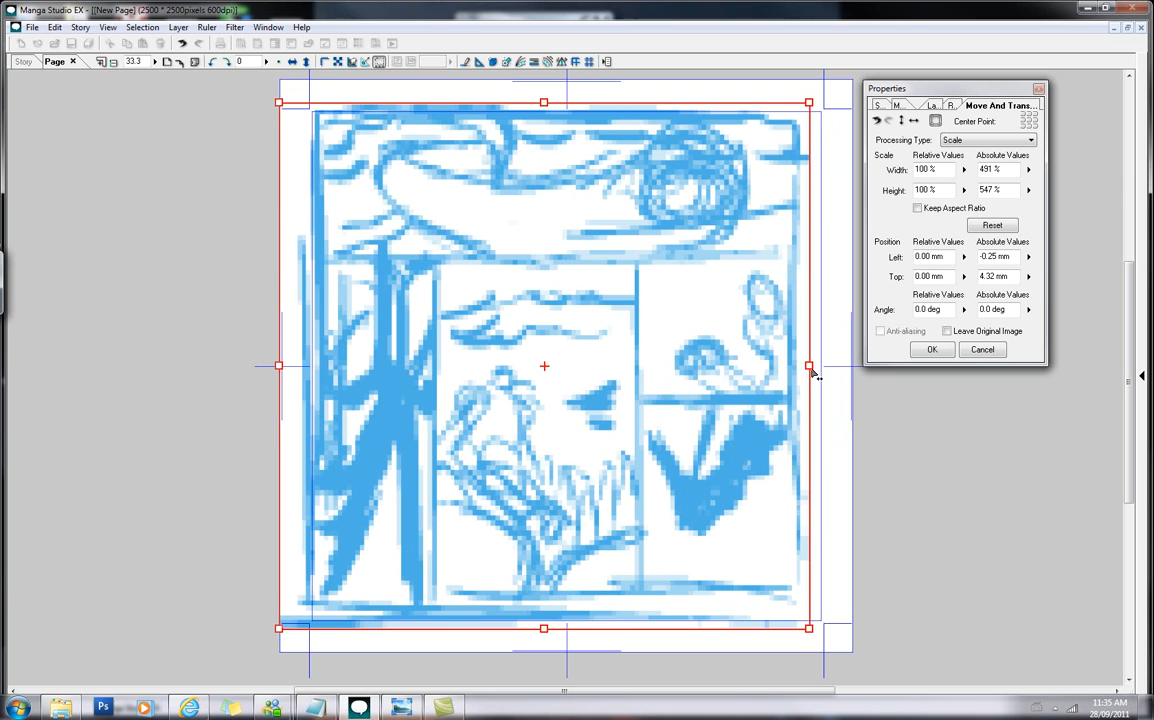 Manga Studio EX - [[New Page] (2500 * 2500pixels 600dpi)]
File Edit Story View Selection Layer Ruler Filter Window Help
Story Page 33.3 0
Properties
S... M... La... R... Move And Trans...
Center Point:
Processing Type: Scale
Scale Relative Values Absolute Values
Width: 100 % 491 %
Height: 100 % 547 %
Keep Aspect Ratio
Reset
Position Relative Values Absolute Values
Left: 0.00 mm -0.25 mm
Top: 0.00 mm 4.32 mm
Relative Values Absolute Values
Angle: 0.0 deg 0.0 deg
Anti-aliasing Leave Original Image
OK Cancel
Ps
11:35 AM
28/09/2011